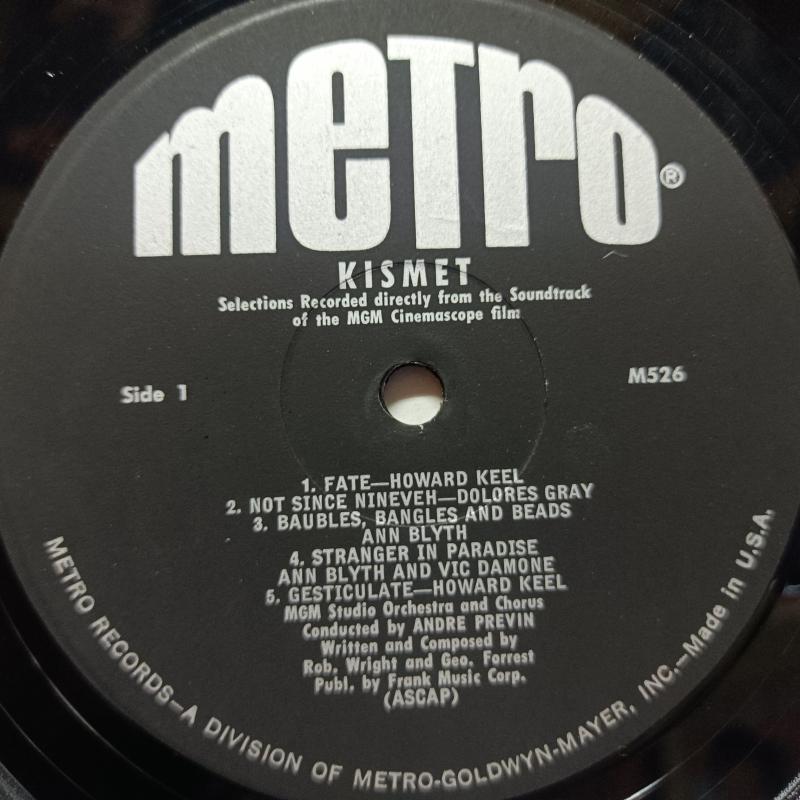 metro®
KISMET
Selections Recorded directly from the Soundtrack
of the MGM Cinemascope film
Side 1
M526
1. FATE—HOWARD KEEL
2. NOT SINCE NINEVEH—DOLORES GRAY
3. BAUBLES, BANGLES AND BEADS
ANN BLYTH
4. STRANGER IN PARADISE
ANN BLYTH AND VIC DAMONE
5. GESTICULATE—HOWARD KEEL
MGM Studio Orchestra and Chorus
Conducted by ANDRE PREVIN
Written and Composed by
Rob. Wright and Geo. Forrest
Publ. by Frank Music Corp.
(ASCAP)
METRO RECORDS—A DIVISION OF METRO-GOLDWYN-MAYER, INC.—Made in U.S.A.